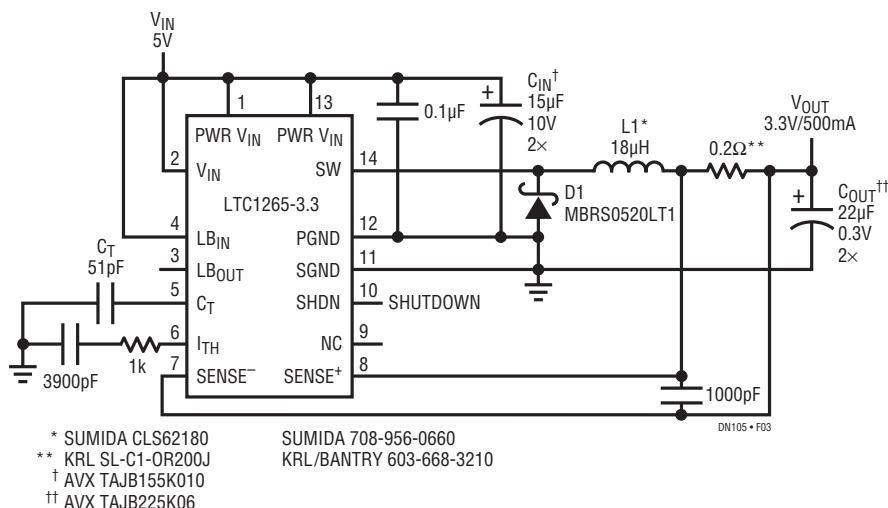 VIN
5V
1
13
PWR VIN
PWR VIN
2
VIN
SW
14
LTC1265-3.3
4
LBIN
PGND
12
3
LBOUT
SGND
11
5
CT
SHDN
10
SHUTDOWN
6
ITH
NC
9
7
SENSE–
SENSE+
8
CT
51pF
3900pF
1k
0.1µF
+
CIN†
15µF
10V
2×
D1
MBRS0520LT1
L1*
18µH
0.2Ω**
VOUT
3.3V/500mA
+
COUT††
22µF
0.3V
2×
1000pF
DN105 • F03
* SUMIDA CLS62180
SUMIDA 708-956-0660
** KRL SL-C1-OR200J
KRL/BANTRY 603-668-3210
† AVX TAJB155K010
†† AVX TAJB225K06